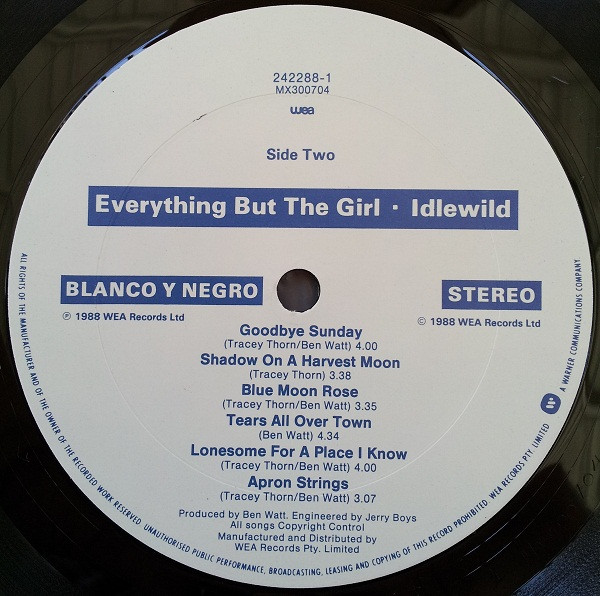 242288-1
MX300704
wea
Side Two
Everything But The Girl · Idlewild
BLANCO Y NEGRO
STEREO
℗ 1988 WEA Records Ltd
© 1988 WEA Records Ltd
Goodbye Sunday
(Tracey Thorn/Ben Watt) 4.00
Shadow On A Harvest Moon
(Tracey Thorn) 3.38
Blue Moon Rose
(Tracey Thorn/Ben Watt) 3.35
Tears All Over Town
(Ben Watt) 4.34
Lonesome For A Place I Know
(Tracey Thorn/Ben Watt) 4.00
Apron Strings
(Tracey Thorn/Ben Watt) 3.07
Produced by Ben Watt. Engineered by Jerry Boys
All songs Copyright Control
Manufactured and Distributed by
WEA Records Pty. Limited
ALL RIGHTS OF THE MANUFACTURER AND OF THE OWNER OF THE RECORDED WORK RESERVED. UNAUTHORISED PUBLIC PERFORMANCE, BROADCASTING, LEASING AND COPYING OF THIS RECORD PROHIBITED. WEA RECORDS PTY. LIMITED
A WARNER COMMUNICATIONS COMPANY.